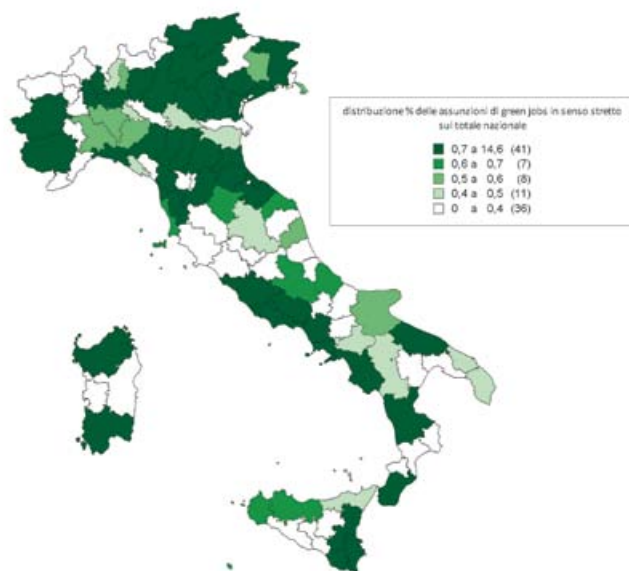 distribuzione % delle assunzioni di green jobs in senso stretto
sul totale nazionale
0,7 a 14,6 (41)
0,6 a 0,7 (7)
0,5 a 0,6 (8)
0,4 a 0,5 (11)
0 a 0,4 (36)